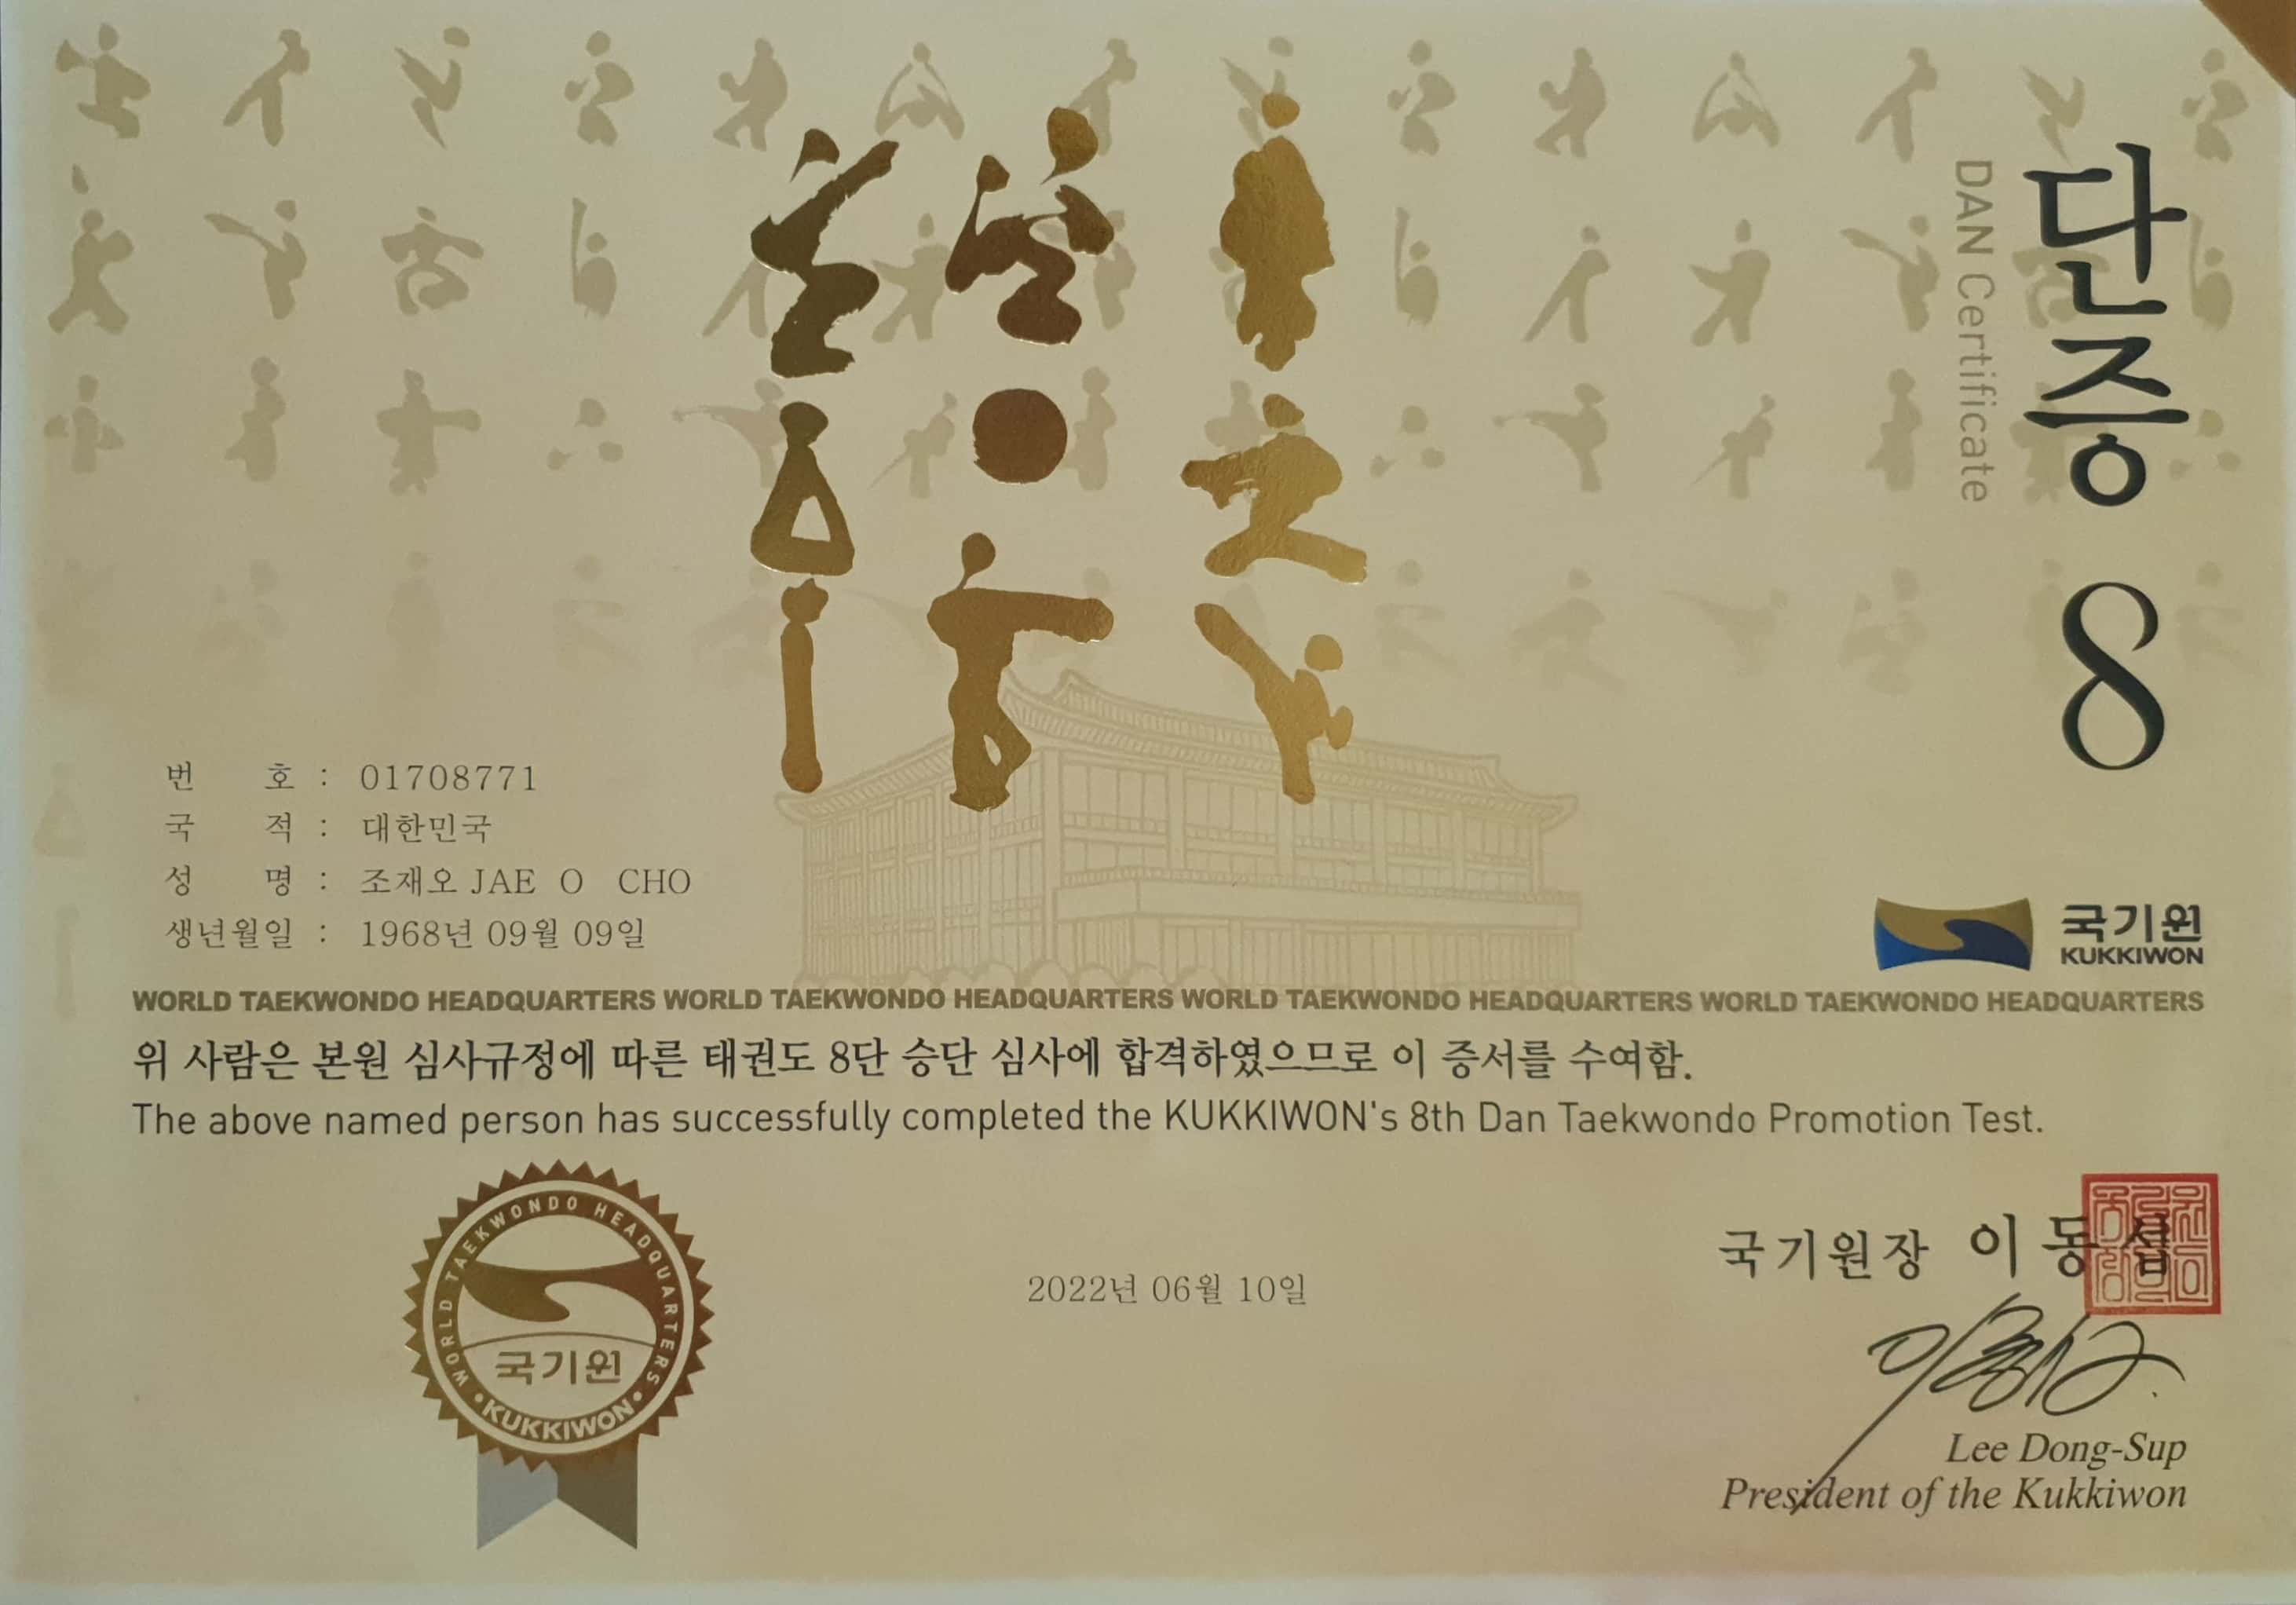 단증 8
DAN Certificate
번 호 : 01708771
국 적 : 대한민국
성 명 : 조재오 JAE O CHO
생년월일 : 1968년 09월 09일
국기원
KUKKIWON
WORLD TAEKWONDO HEADQUARTERS WORLD TAEKWONDO HEADQUARTERS WORLD TAEKWONDO HEADQUARTERS WORLD TAEKWONDO HEADQUARTERS
위 사람은 본원 심사규정에 따른 태권도 8단 승단 심사에 합격하였으므로 이 증서를 수여함.
The above named person has successfully completed the KUKKIWON's 8th Dan Taekwondo Promotion Test.
WORLD TAEKWONDO HEADQUARTERS
국기원
• KUKKIWON •
2022년 06월 10일
국기원장 이동섭
Lee Dong-Sup
President of the Kukkiwon